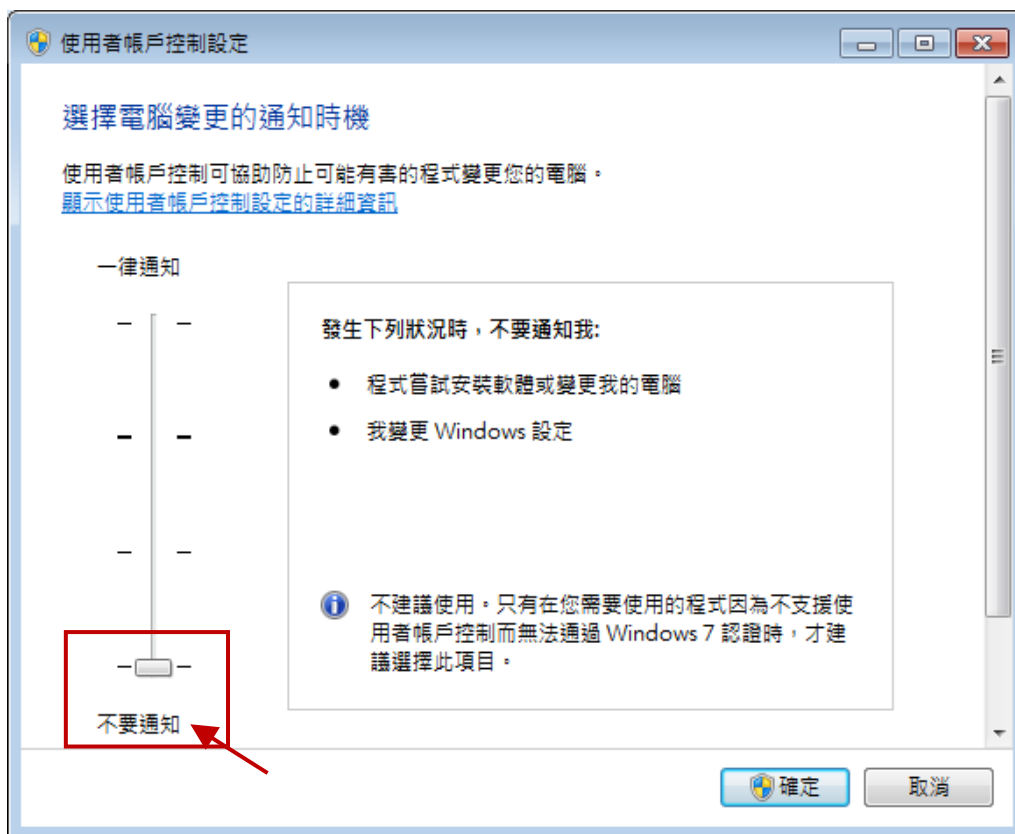 使用者帳戶控制設定
選擇電腦變更的通知時機
使用者帳戶控制可協助防止可能有害的程式變更您的電腦。
顯示使用者帳戶控制設定的詳細資訊
一律通知
發生下列狀況時，不要通知我:
程式嘗試安裝軟體或變更我的電腦
我變更 Windows 設定
不建議使用。只有在您需要使用的程式因為不支援使
用者帳戶控制而無法通過 Windows 7 認證時，才建
議選擇此項目。
不要通知
確定
取消